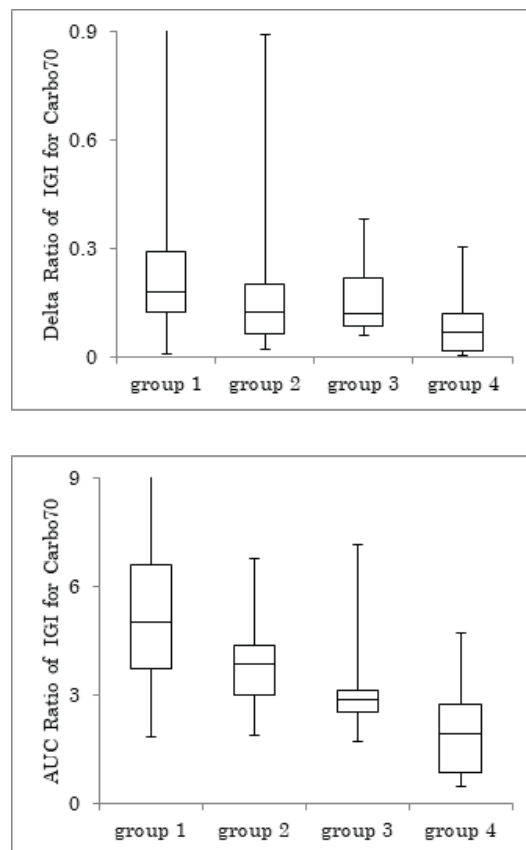 Delta Ratio of IGI for Carbo70
0.9
0.6
0.3
0
group 1 group 2 group 3 group 4
AUC Ratio of IGI for Carbo70
9
6
3
0
group 1 group 2 group 3 group 4